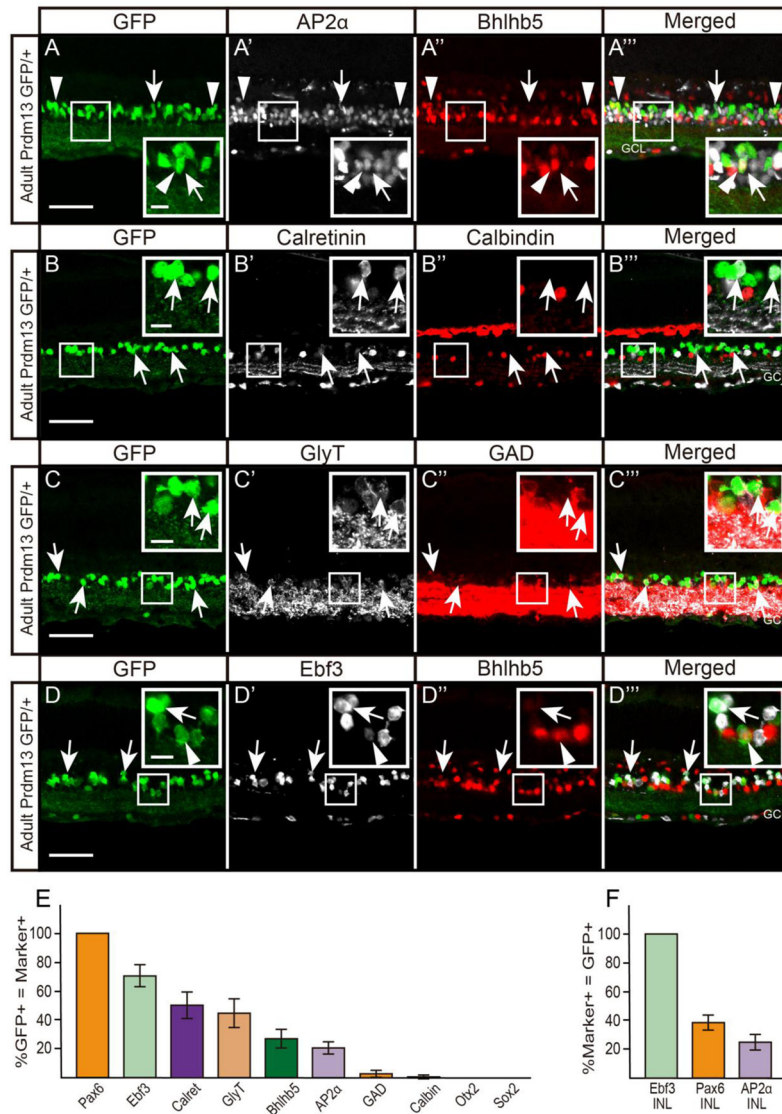 GFP AP2α Bhlhb5 Merged
Adult Prdm13 GFP/+
A A' A'' A'''
GCL
GFP Calretinin Calbindin Merged
Adult Prdm13 GFP/+
B B' B'' B'''
GC
GFP GlyT GAD Merged
Adult Prdm13 GFP/+
C C' C'' C'''
GC
GFP Ebf3 Bhlhb5 Merged
Adult Prdm13 GFP/+
D D' D'' D'''
GC
E
%GFP+ = Marker+
100
80
60
40
20
Pax6 Ebf3 Calret GlyT Bhlhb5 AP2α GAD Calbin Otx2 Sox2
F
%Marker+ = GFP+
100
80
60
40
20
Ebf3 Pax6 AP2α
INL INL INL